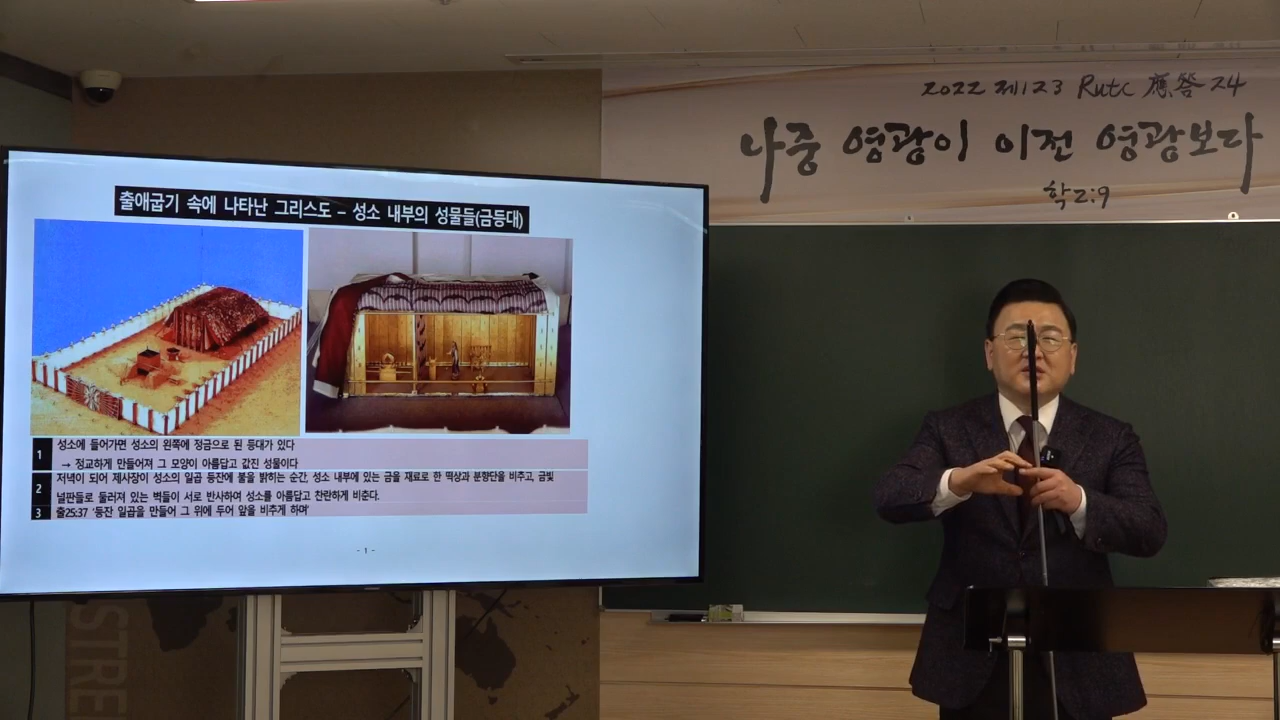 2022 제123 Rutc 應答 24
나중 영광이 이전 영광보다
학2:9
출애굽기 속에 나타난 그리스도 – 성소 내부의 성물들(금등대)
1 성소에 들어가면 성소의 왼쪽에 정금으로 된 등대가 있다
→ 정교하게 만들어져 그 모양이 아름답고 값진 성물이다
2 저녁이 되어 제사장이 성소의 일곱 등잔에 불을 밝히는 순간, 성소 내부에 있는 금을 재료로 한 떡상과 분향단을 비추고, 금빛
널판들로 둘러져 있는 벽들이 서로 반사하여 성소를 아름답고 찬란하게 비춘다.
3 출25:37 '등잔 일곱을 만들어 그 위에 두어 앞을 비추게 하며'
- 1 -
STRE